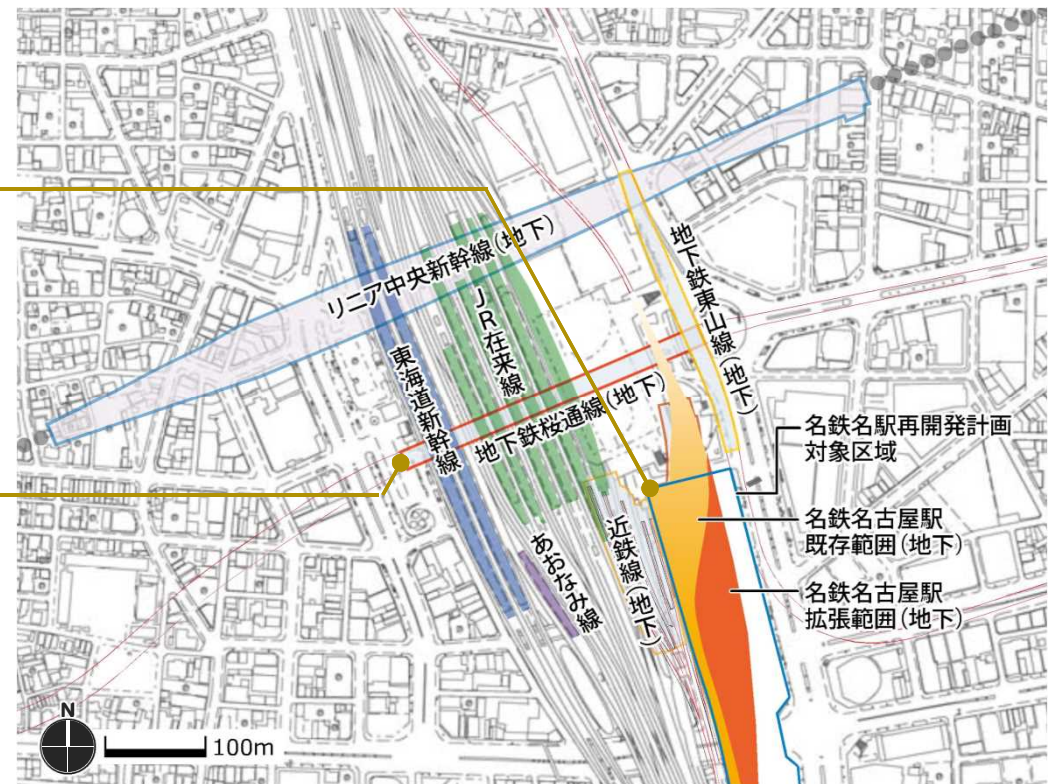 リニア中央新幹線(地下)
東海道新幹線
JR在来線
地下鉄東山線(地下)
地下鉄桜通線(地下)
あおなみ線
近鉄線(地下)
名鉄名駅再開発計画
対象区域
名鉄名古屋駅
既存範囲(地下)
名鉄名古屋駅
拡張範囲(地下)
N
100m